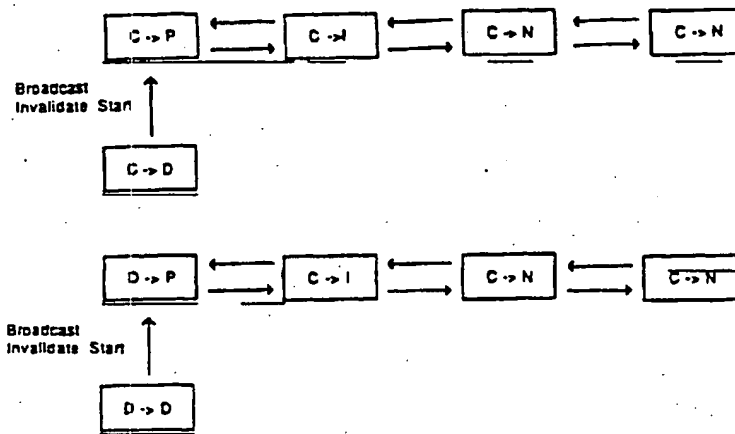 C -> P
C -> I
C -> N
C -> N
Broadcast
Invalidate Start
C -> D
D -> P
C -> I
C -> N
C -> N
Broadcast
Invalidate Start
D -> D